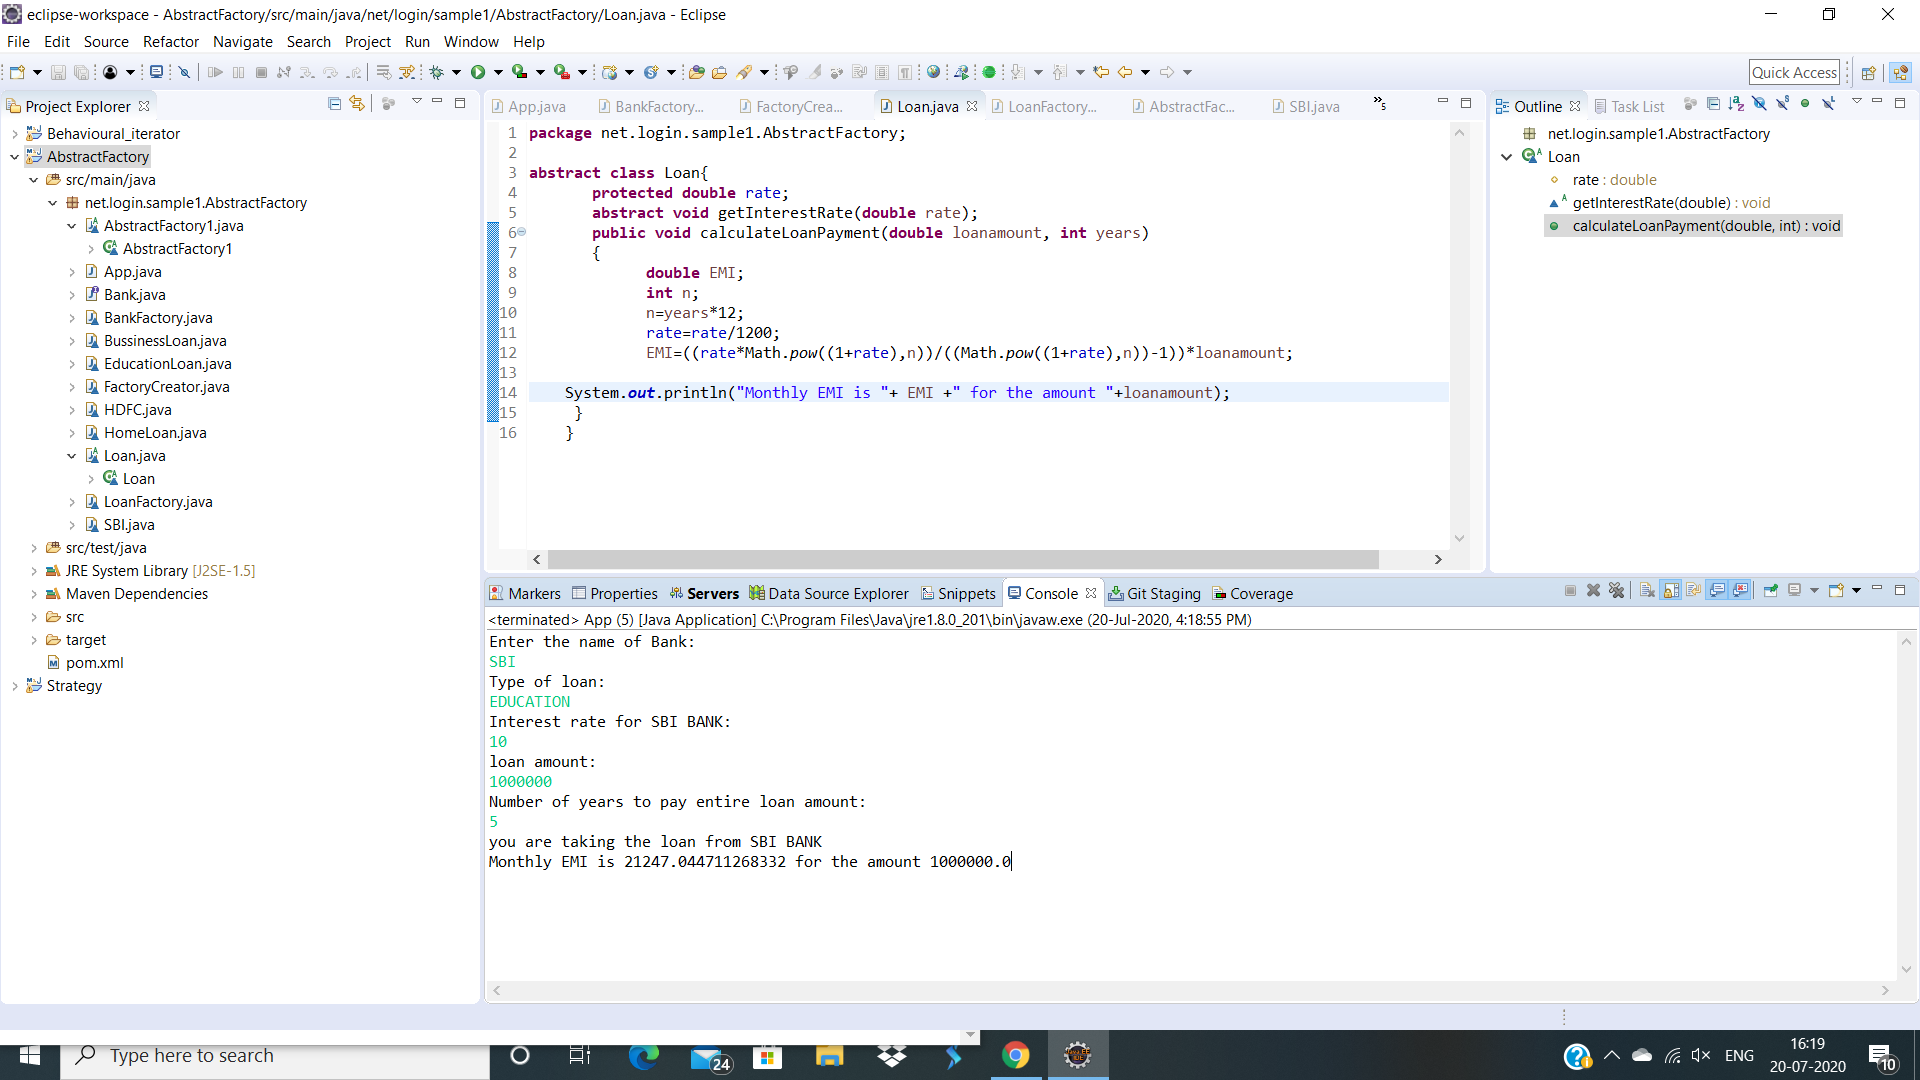 eclipse-workspace - AbstractFactory/src/main/java/net/login/sample1/AbstractFactory/Loan.java - Eclipse
File Edit Source Refactor Navigate Search Project Run Window Help
Quick Access
Project Explorer
Behavioural_iterator
AbstractFactory
src/main/java
net.login.sample1.AbstractFactory
AbstractFactory1.java
AbstractFactory1
App.java
Bank.java
BankFactory.java
BussinessLoan.java
EducationLoan.java
FactoryCreator.java
HDFC.java
HomeLoan.java
Loan.java
Loan
LoanFactory.java
SBI.java
src/test/java
JRE System Library [J2SE-1.5]
Maven Dependencies
src
target
pom.xml
Strategy
App.java BankFactory... FactoryCrea... Loan.java LoanFactory... AbstractFac... SBI.java »5
1 package net.login.sample1.AbstractFactory;
2
3 abstract class Loan{
4 protected double rate;
5 abstract void getInterestRate(double rate);
6 public void calculateLoanPayment(double loanamount, int years)
7 {
8 double EMI;
9 int n;
10 n=years*12;
11 rate=rate/1200;
12 EMI=((rate*Math.pow((1+rate),n))/((Math.pow((1+rate),n))-1))*loanamount;
13
14 System.out.println("Monthly EMI is "+ EMI +" for the amount "+loanamount);
15 }
16 }
Outline Task List
net.login.sample1.AbstractFactory
Loan
rate : double
getInterestRate(double) : void
calculateLoanPayment(double, int) : void
Markers Properties Servers Data Source Explorer Snippets Console Git Staging Coverage
<terminated> App (5) [Java Application] C:\Program Files\Java\jre1.8.0_201\bin\javaw.exe (20-Jul-2020, 4:18:55 PM)
Enter the name of Bank:
SBI
Type of loan:
EDUCATION
Interest rate for SBI BANK:
10
loan amount:
1000000
Number of years to pay entire loan amount:
5
you are taking the loan from SBI BANK
Monthly EMI is 21247.044711268332 for the amount 1000000.0
Type here to search
24
ENG
16:19
20-07-2020
10